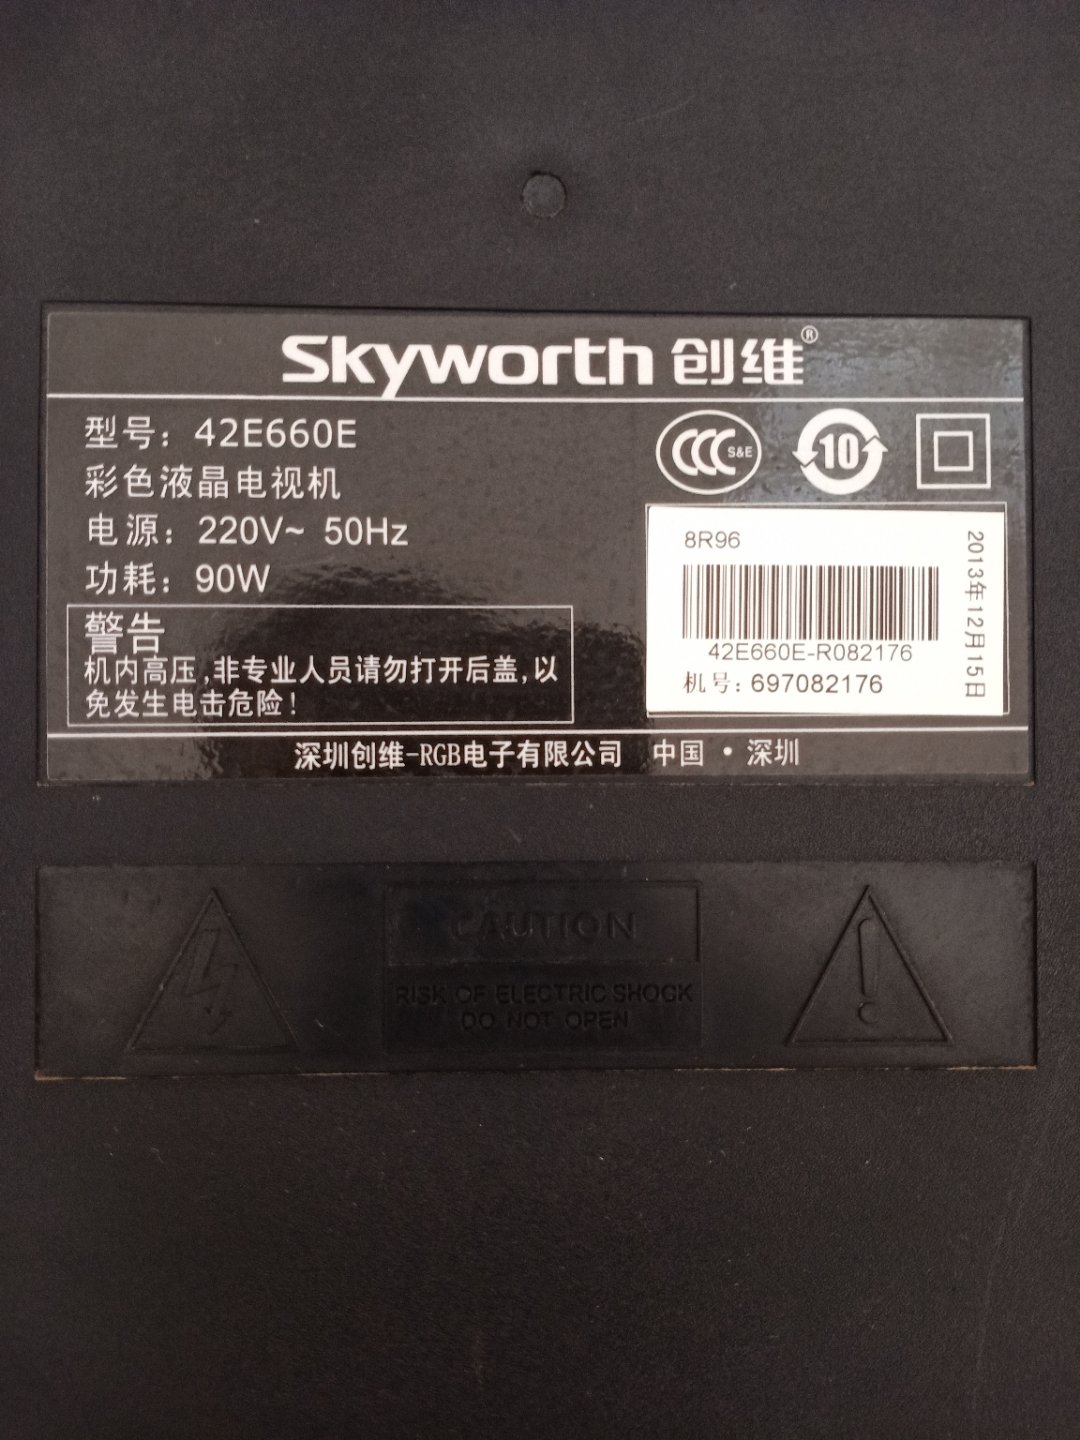 Skyworth 创维®
型号：42E660E
彩色液晶电视机
电源：220V~ 50Hz
功耗：90W
CCC S&E
10
8R96
42E660E-R082176
机号：697082176
2013年12月15日
警告
机内高压,非专业人员请勿打开后盖,以
免发生电击危险！
深圳创维-RGB电子有限公司 中国·深圳
CAUTION
RISK OF ELECTRIC SHOCK
DO NOT OPEN